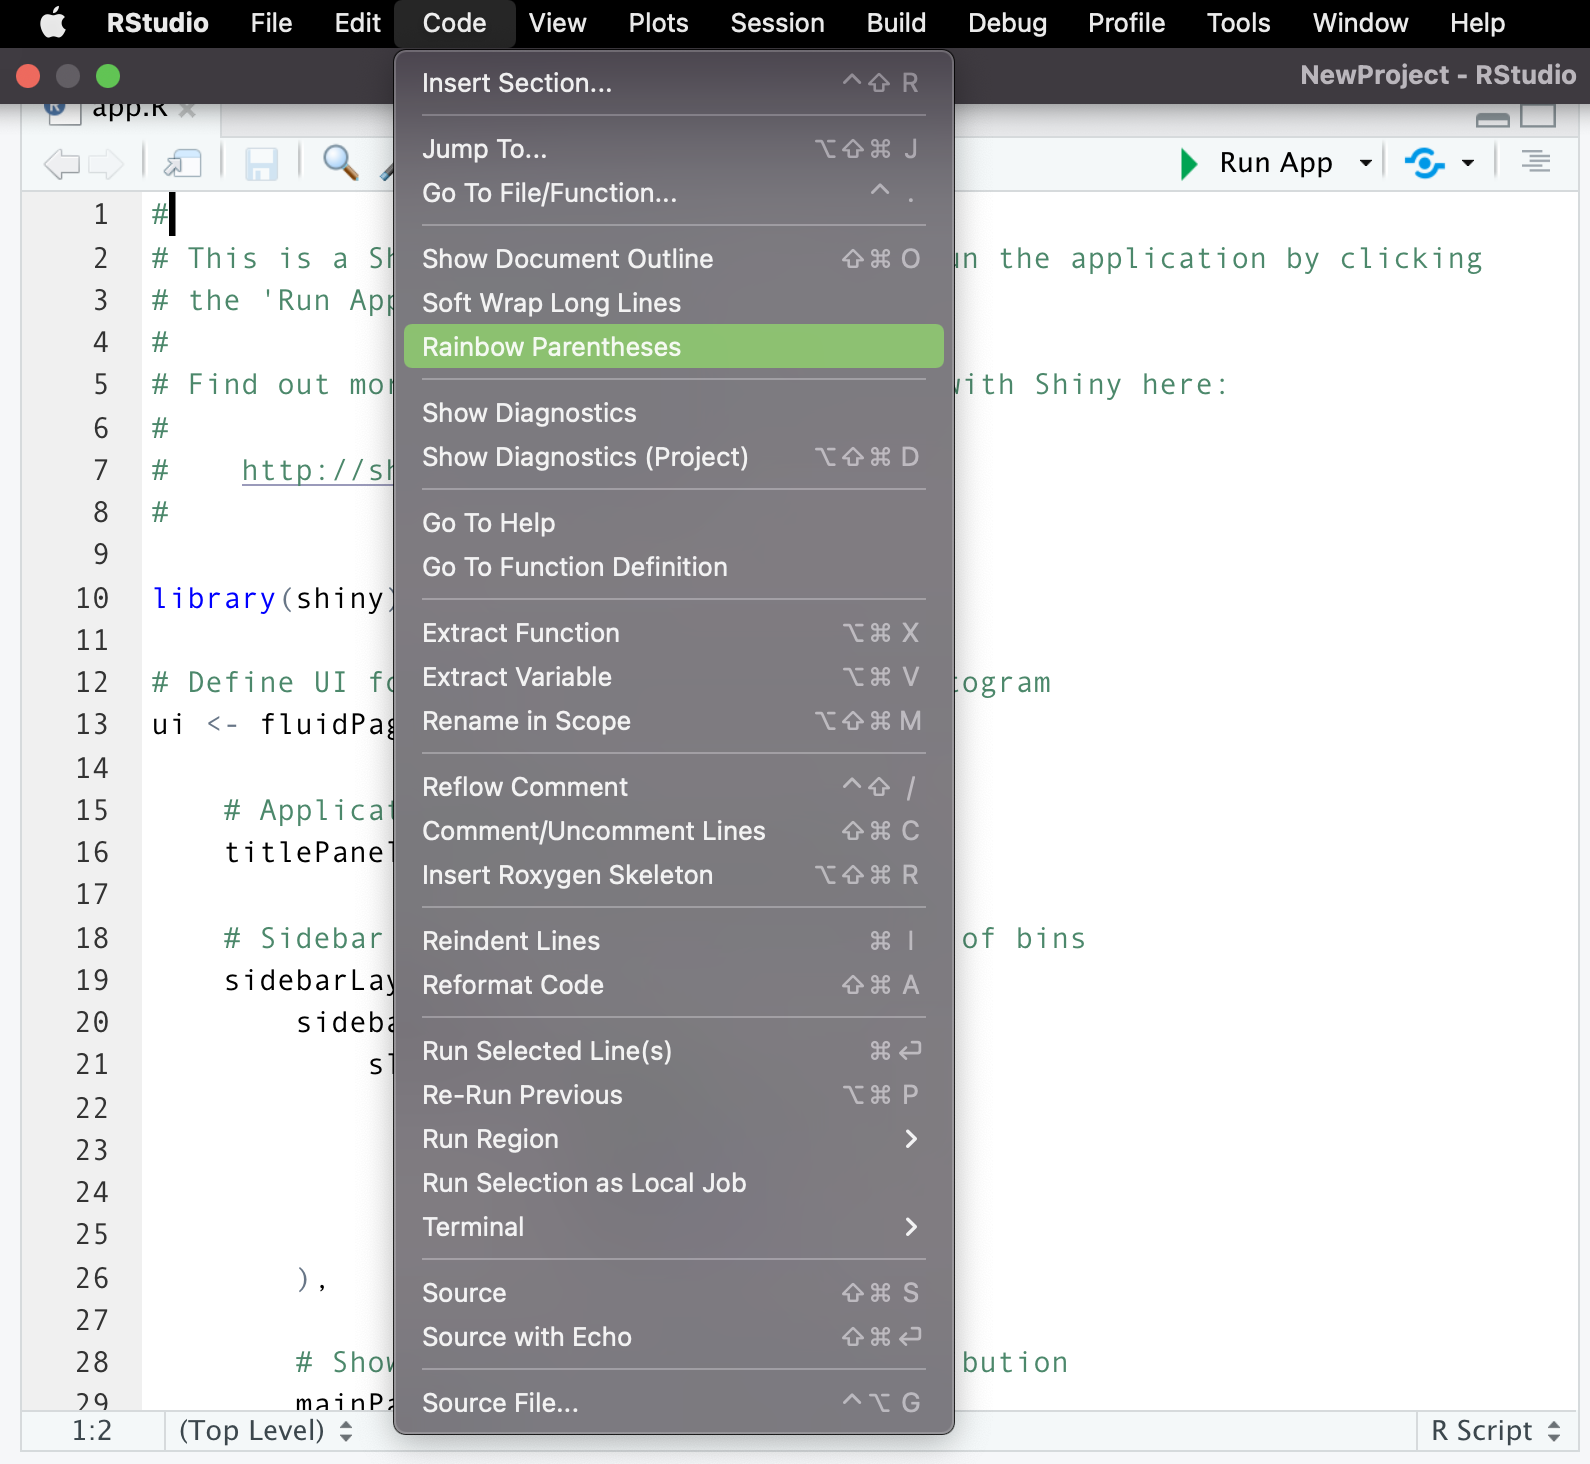 RStudio File Edit Code View Plots Session Build Debug Profile Tools Window Help
NewProject - RStudio
app.R
Run App
Insert Section... ^⇧ R
Jump To... ⌥⇧⌘ J
Go To File/Function... ^ .
Show Document Outline ⇧⌘ O
Soft Wrap Long Lines
Rainbow Parentheses
Show Diagnostics
Show Diagnostics (Project) ⌥⇧⌘ D
Go To Help
Go To Function Definition
Extract Function ⌥⌘ X
Extract Variable ⌥⌘ V
Rename in Scope ⌥⇧⌘ M
Reflow Comment ^⇧ /
Comment/Uncomment Lines ⇧⌘ C
Insert Roxygen Skeleton ⌥⇧⌘ R
Reindent Lines ⌘ I
Reformat Code ⇧⌘ A
Run Selected Line(s) ⌘↩
Re-Run Previous ⌥⌘ P
Run Region
Run Selection as Local Job
Terminal
Source ⇧⌘ S
Source with Echo ⇧⌘↩
Source File... ^⌥ G
1 #
2 # This is a the application by clicking
3 # the 'Run
4 #
5 # Find out with Shiny here:
6 #
7 # http://
8 #
9
10 library(shiny)
11
12 # Define UI
13 ui <- fluidPag
14
15 # Applicat
16 titlePanel
17
18 # Sidebar of bins
19 sidebarLay
20 sideba
21 sl
22
23
24
25
26 ),
27
28 # Show bution
29 mainPa
1:2 (Top Level) R Script